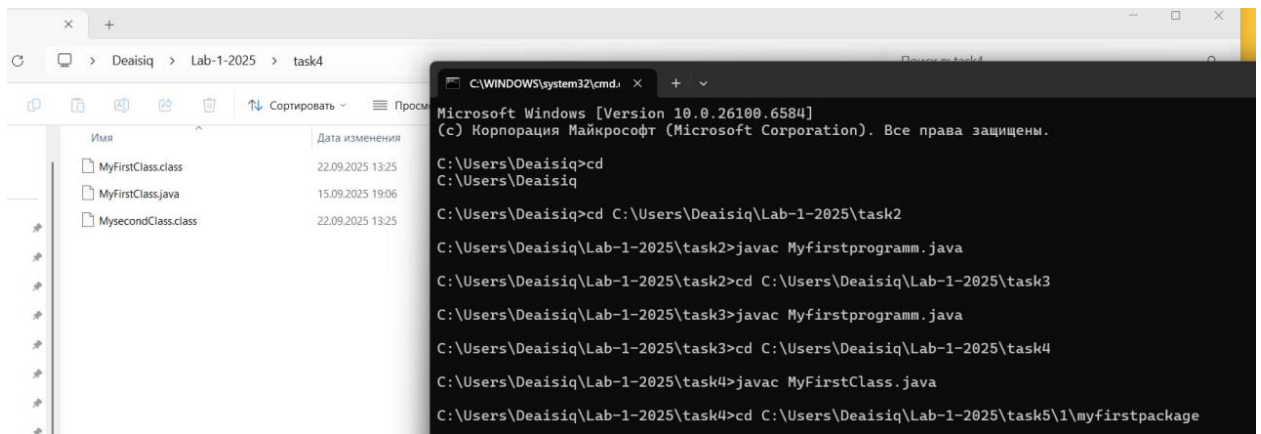 Deaisiq > Lab-1-2025 > task4
Сортировать
Имя
Дата изменения
MyFirstClass.class 22.09.2025 13:25
MyFirstClass.java 15.09.2025 19:06
MysecondClass.class 22.09.2025 13:25
C:\WINDOWS\system32\cmd.
Microsoft Windows [Version 10.0.26100.6584]
(c) Корпорация Майкрософт (Microsoft Corporation). Все права защищены.
C:\Users\Deaisiq>cd
C:\Users\Deaisiq
C:\Users\Deaisiq>cd C:\Users\Deaisiq\Lab-1-2025\task2
C:\Users\Deaisiq\Lab-1-2025\task2>javac Myfirstprogramm.java
C:\Users\Deaisiq\Lab-1-2025\task2>cd C:\Users\Deaisiq\Lab-1-2025\task3
C:\Users\Deaisiq\Lab-1-2025\task3>javac Myfirstprogramm.java
C:\Users\Deaisiq\Lab-1-2025\task3>cd C:\Users\Deaisiq\Lab-1-2025\task4
C:\Users\Deaisiq\Lab-1-2025\task4>javac MyFirstClass.java
C:\Users\Deaisiq\Lab-1-2025\task4>cd C:\Users\Deaisiq\Lab-1-2025\task5\1\myfirstpackage